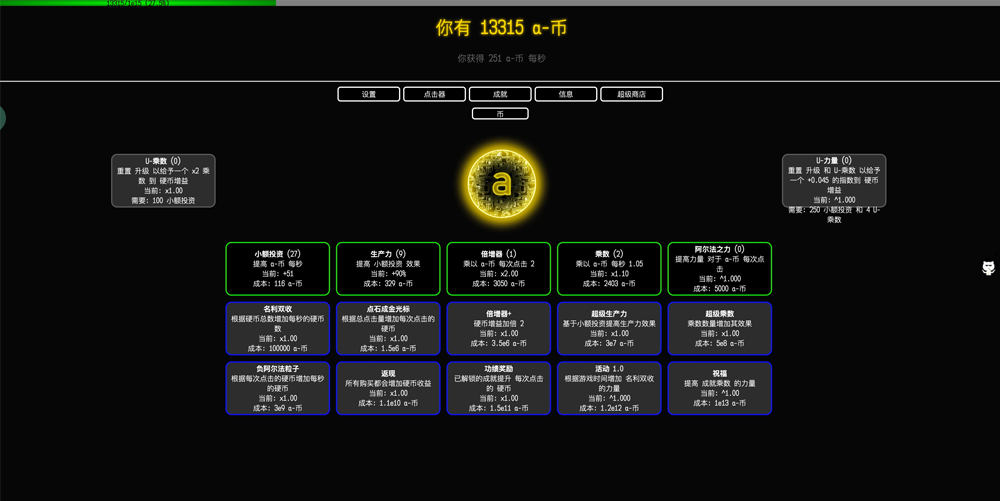 13315/1e15 (27.5%)
你有 13315 α-币
你获得 251 α-币 每秒
设置
点击器
成就
信息
超级商店
币
U-乘数 (0)
重置 升级 以给予一个 x2 乘
数 到 硬币增益
当前: x1.00
需要: 100 小额投资
a
U-力量 (0)
重置 升级 和 U-乘数 以给予
一个 +0.045 的指数到 硬币
增益
当前: ^1.000
需要: 250 小额投资 和 4 U-
乘数
小额投资 (27)
提高 α-币 每秒
当前: +51
成本: 116 α-币
生产力 (9)
提高 小额投资 效果
当前: +90%
成本: 329 α-币
倍增器 (1)
乘以 α-币 每次点击 2
当前: x2.00
成本: 3050 α-币
乘数 (2)
乘以 α-币 每秒 1.05
当前: x1.10
成本: 2403 α-币
阿尔法之力 (0)
提高力量 对于 α-币 每次点
击
当前: ^1.000
成本: 5000 α-币
名利双收
根据硬币总数增加每秒的硬币
数
当前: x1.00
成本: 100000 α-币
点石成金光标
根据总点击量增加每次点击的
硬币
当前: x1.00
成本: 1.5e6 α-币
倍增器+
硬币增益加倍 2
当前: x1.00
成本: 3.5e6 α-币
超级生产力
基于小额投资提高生产力效果
当前: x1.00
成本: 3e7 α-币
超级乘数
乘数数量增加其效果
当前: x1.00
成本: 5e8 α-币
负阿尔法粒子
根据每次点击的硬币增加每秒
的硬币
当前: x1.00
成本: 3e9 α-币
返现
所有购买都会增加硬币收益
当前: x1.00
成本: 1.1e10 α-币
功绩奖励
已解锁的成就提升 每次点击
的 硬币
当前: x1.00
成本: 1.5e11 α-币
活动 1.0
根据游戏时间增加 名利双收
的力量
当前: ^1.000
成本: 1.2e12 α-币
祝福
提高 成就乘数 的力量
当前: ^1.00
成本: 1e13 α-币